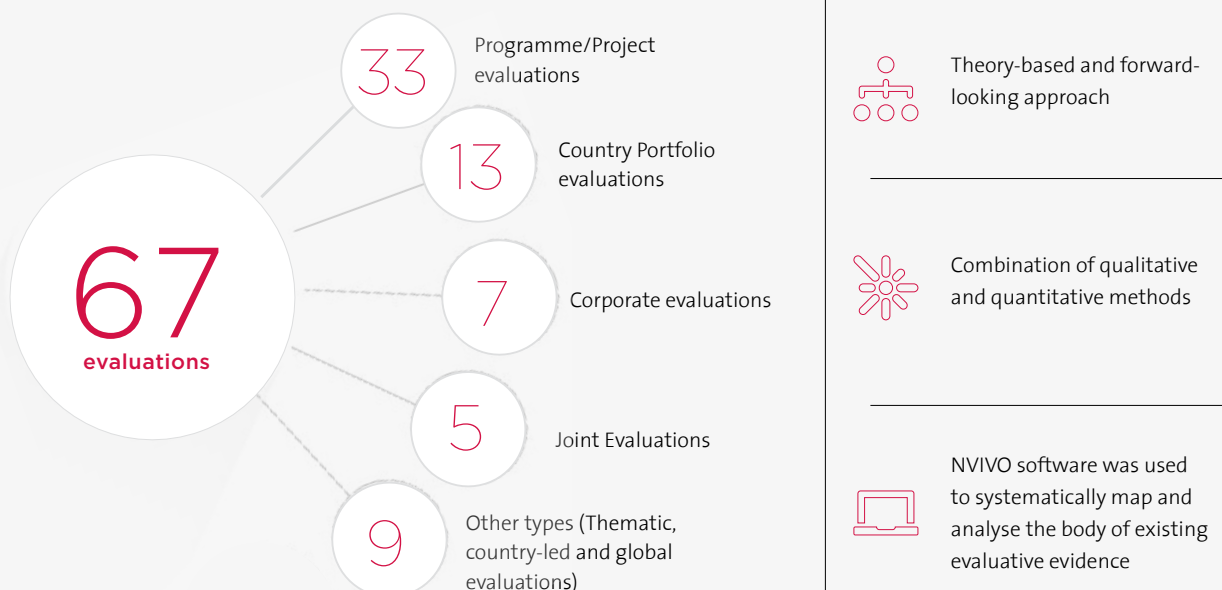 33
Programme/Project
evaluations
13
Country Portfolio
evaluations
67
evaluations
7
Corporate evaluations
5
Joint Evaluations
9
Other types (Thematic,
country-led and global
evaluations)
Theory-based and forward-
looking approach
Combination of qualitative
and quantitative methods
NVIVO software was used
to systematically map and
analyse the body of existing
evaluative evidence